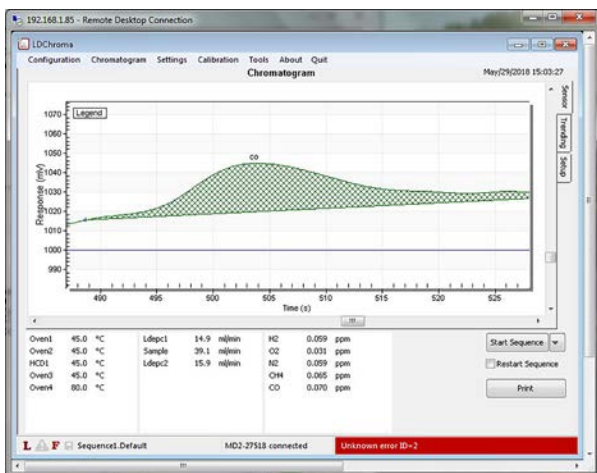 192.168.1.85 - Remote Desktop Connection
LDChroma
Configuration Chromatogram Settings Calibration Tools About Quit
Chromatogram May/29/2018 15:03:27
Legend
CO
Response (mV)
1070
1060
1050
1040
1030
1020
1010
1000
990
490 495 500 505 510 515 520 525
Time (s)
Sensor
Trending
Setup
Oven1 45.0 °C Ldepc1 14.9 ml/min H2 0.059 ppm
Oven2 45.0 °C Sample 39.1 ml/min O2 0.031 ppm
HCD1 45.0 °C Ldepc2 15.9 ml/min N2 0.059 ppm
Oven3 45.0 °C CH4 0.065 ppm
Oven4 80.0 °C CO 0.070 ppm
Start Sequence
Restart Sequence
Print
L F Sequence1.Default MD2-27518 connected Unknown error ID=2